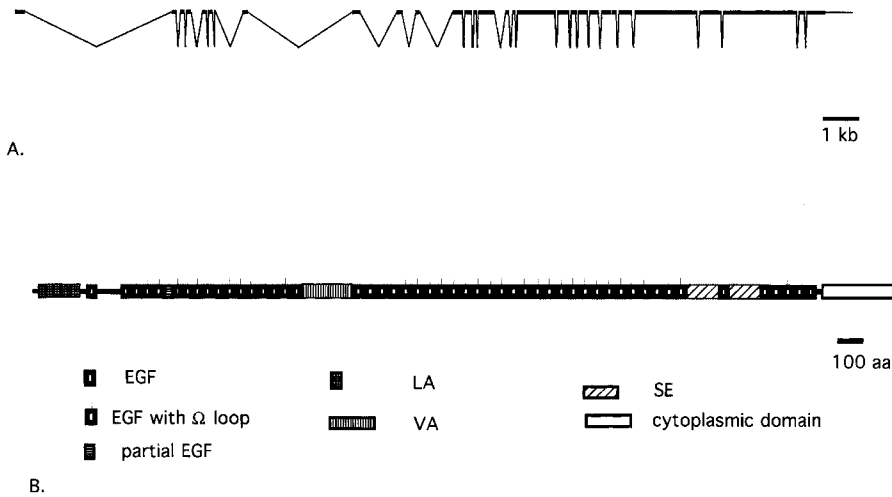 1 kb
A.
100 aa
EGF
LA
SE
EGF with Ω loop
VA
cytoplasmic domain
partial EGF
B.